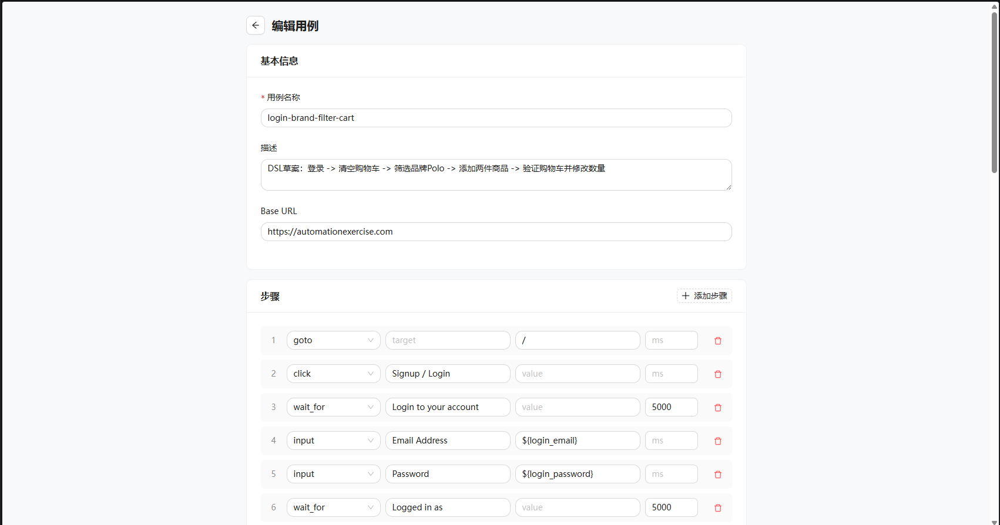 编辑用例
基本信息
* 用例名称
login-brand-filter-cart
描述
DSL草案：登录 -> 清空购物车 -> 筛选品牌Polo -> 添加两件商品 -> 验证购物车并修改数量
Base URL
https://automationexercise.com
步骤
添加步骤
1 goto target / ms
2 click Signup / Login value ms
3 wait_for Login to your account value 5000
4 input Email Address ${login_email} ms
5 input Password ${login_password} ms
6 wait_for Logged in as value 5000